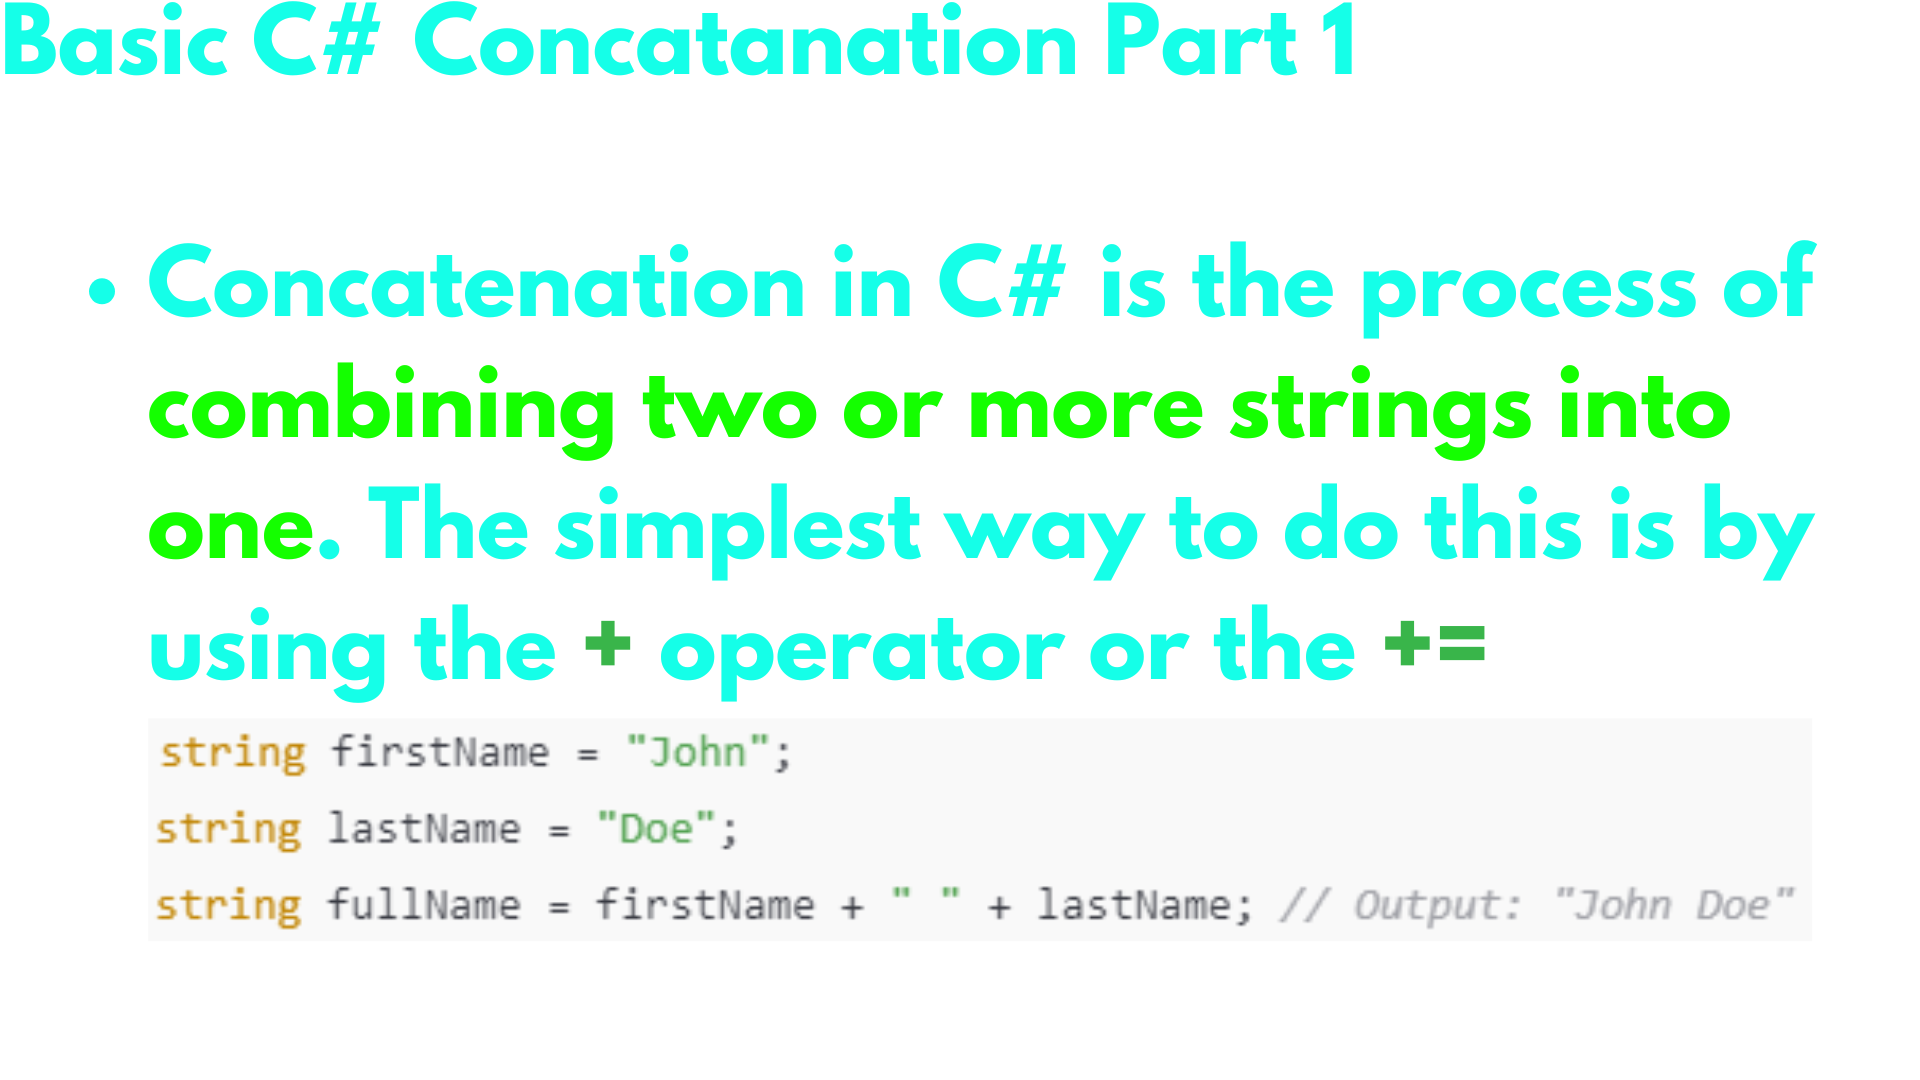 Basic C# Concatanation Part 1
• Concatenation in C# is the process of
combining two or more strings into
one. The simplest way to do this is by
using the + operator or the +=
string firstName = "John";
string lastName = "Doe";
string fullName = firstName + " " + lastName; // Output: "John Doe"